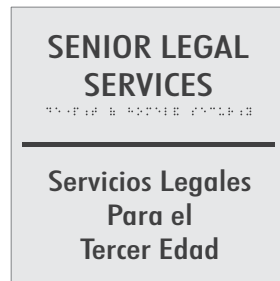 SENIOR LEGAL
SERVICES
Servicios Legales
Para el
Tercer Edad